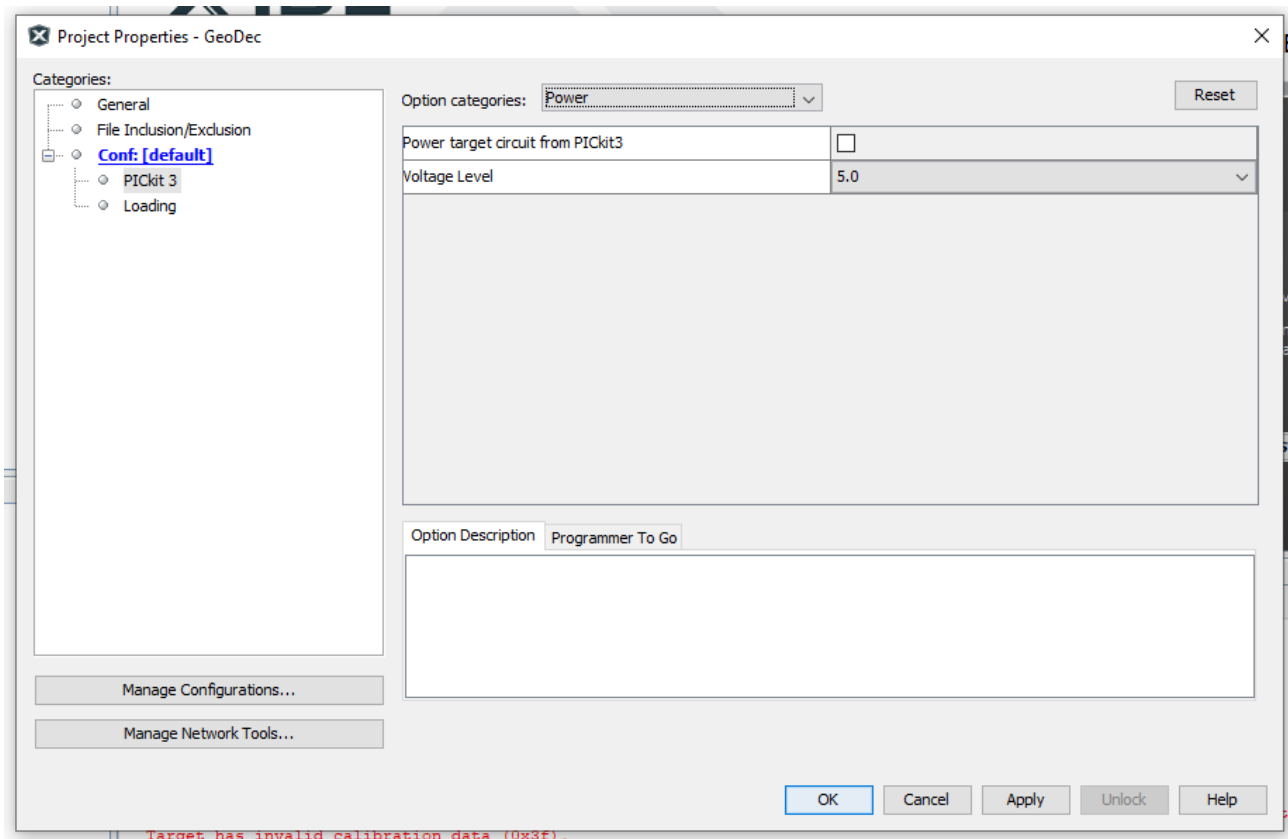 Project Properties - GeoDec
Categories:
General
File Inclusion/Exclusion
Conf: [default]
PICkit 3
Loading
Manage Configurations...
Manage Network Tools...
Option categories: Power
Reset
Power target circuit from PICkit3
Voltage Level 5.0
Option Description Programmer To Go
OK Cancel Apply Unlock Help
Target has invalid calibration data (0x3f).